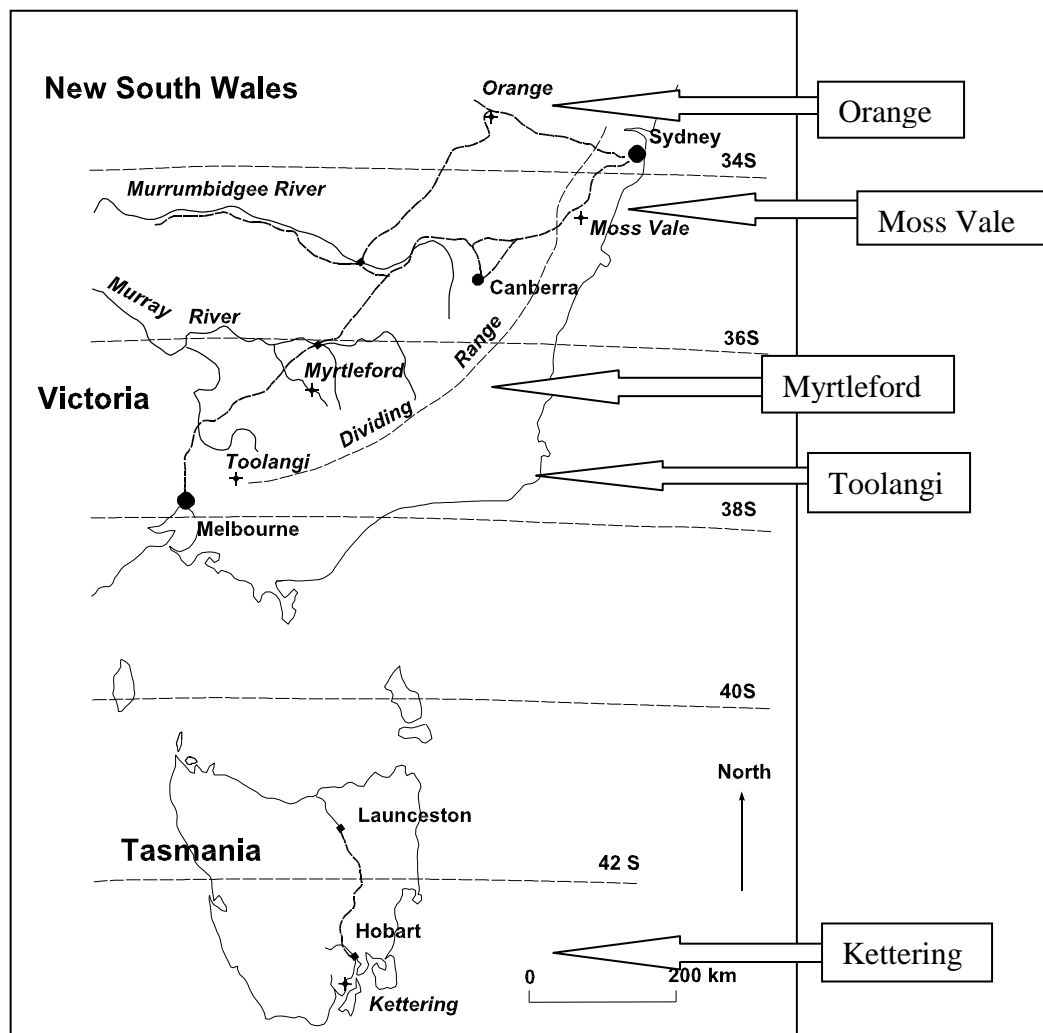 New South Wales
Orange
Orange
Sydney
34S
Murrumbidgee River
Moss Vale
Moss Vale
Canberra
Murray
River
Range
36S
Myrtleford
Myrtleford
Victoria
Dividing
Toolangi
Toolangi
38S
Melbourne
40S
North
Launceston
Tasmania
42 S
Hobart
Kettering
0
200 km
Kettering